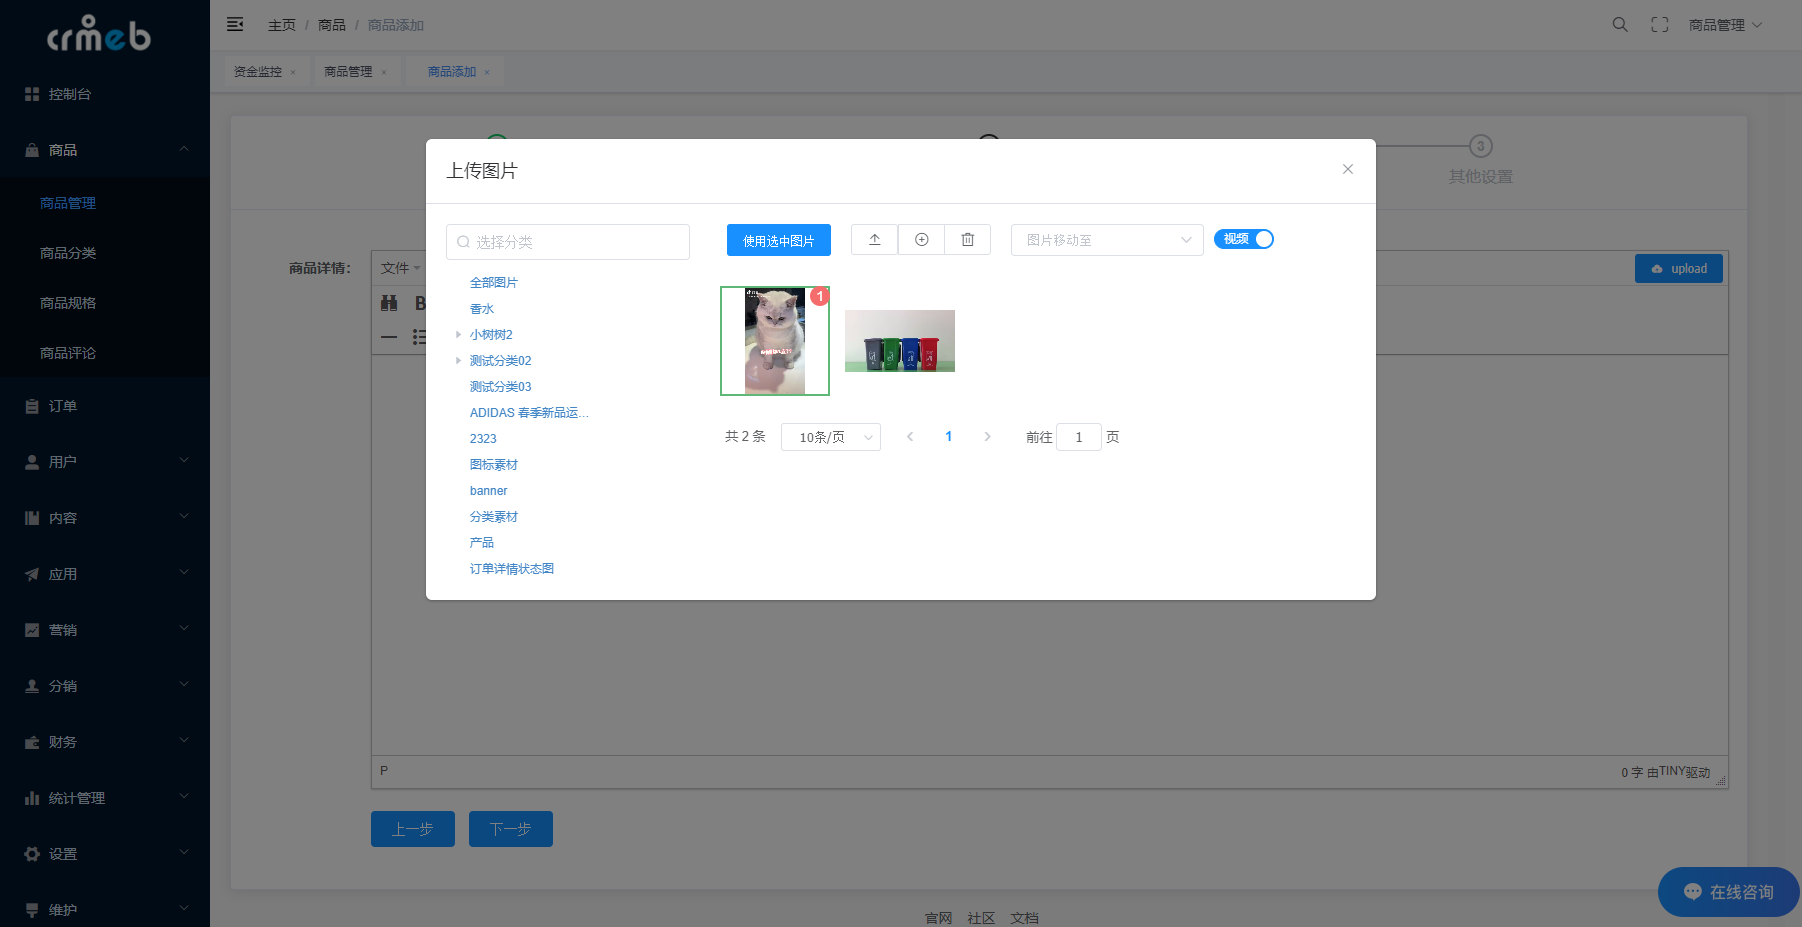 crmeb
主页 / 商品 / 商品添加
商品管理
资金监控 ×
商品管理 ×
商品添加 ×
控制台
商品
商品管理
商品分类
商品规格
商品评论
订单
用户
内容
应用
营销
分销
财务
统计管理
设置
维护
3
其他设置
商品详情：
文件
upload
B
上传图片
选择分类
使用选中图片
图片移动至
视频
全部图片
香水
小树树2
测试分类02
测试分类03
ADIDAS 春季新品运...
2323
图标素材
banner
分类素材
产品
订单详情状态图
1
共 2 条
10条/页
1
前往 1 页
P
0 字 由TINY驱动
上一步
下一步
在线咨询
官网 社区 文档